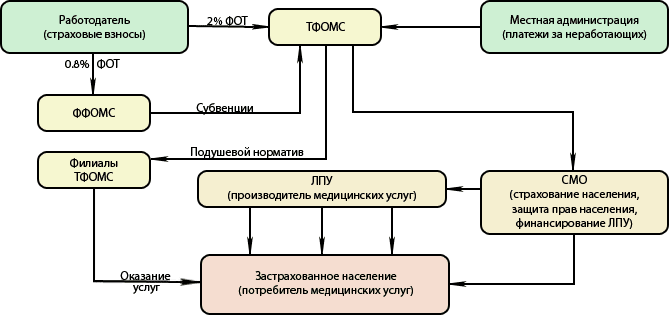 Работодатель
(страховые взносы)
2% ФОТ
ТФОМС
Местная администрация
(платежи за неработающих)
0.8% ФОТ
ФФОМС
Субвенции
Подушевой норматив
Филиалы
ТФОМС
ЛПУ
(производитель медицинских услуг)
СМО
(страхование населения,
защита прав населения,
финансирование ЛПУ)
Оказание
услуг
Застрахованное население
(потребитель медицинских услуг)